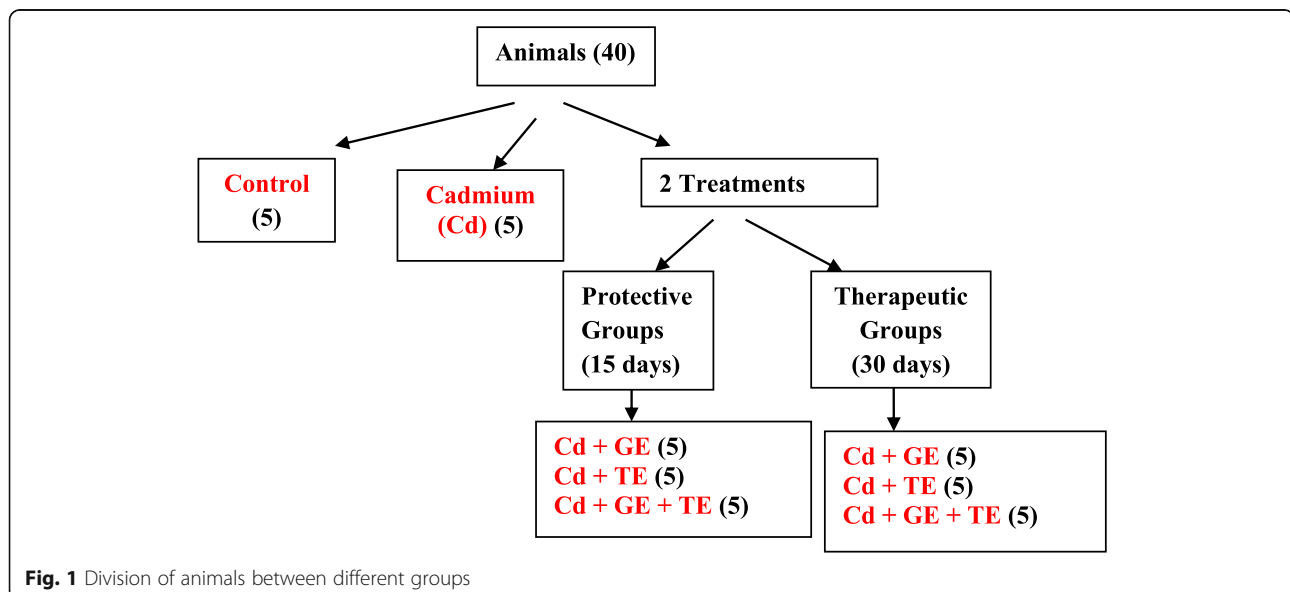 Animals (40)
Control
(5)
Cadmium
(Cd) (5)
2 Treatments
Protective
Groups
(15 days)
Therapeutic
Groups
(30 days)
Cd + GE (5)
Cd + TE (5)
Cd + GE + TE (5)
Cd + GE (5)
Cd + TE (5)
Cd + GE + TE (5)
Fig. 1 Division of animals between different groups